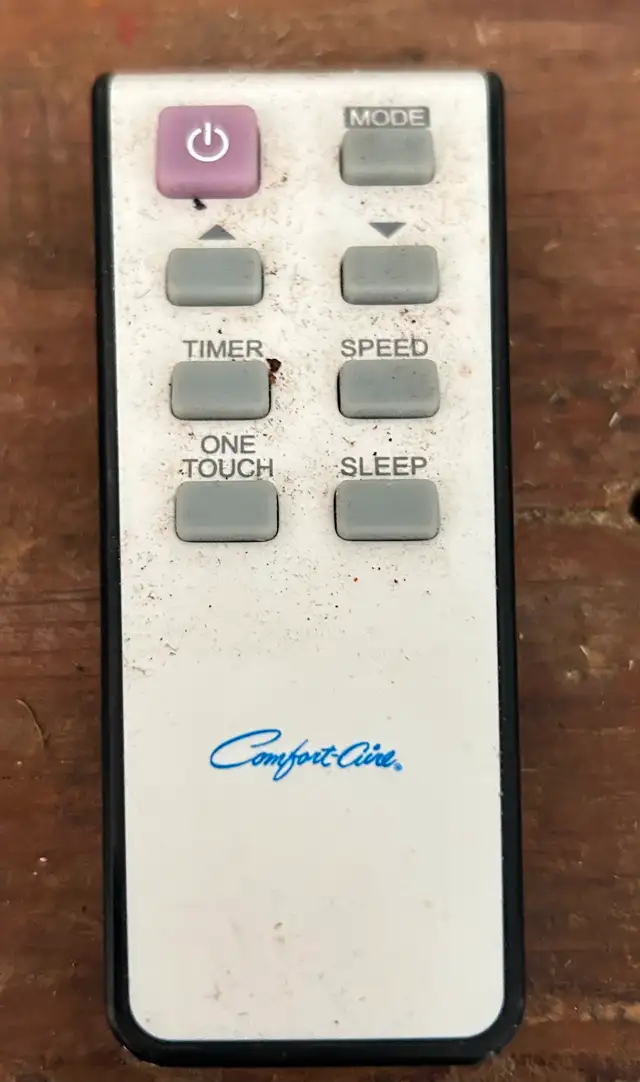 MODE
TIMER SPEED
ONE
TOUCH SLEEP
Comfort-Aire®